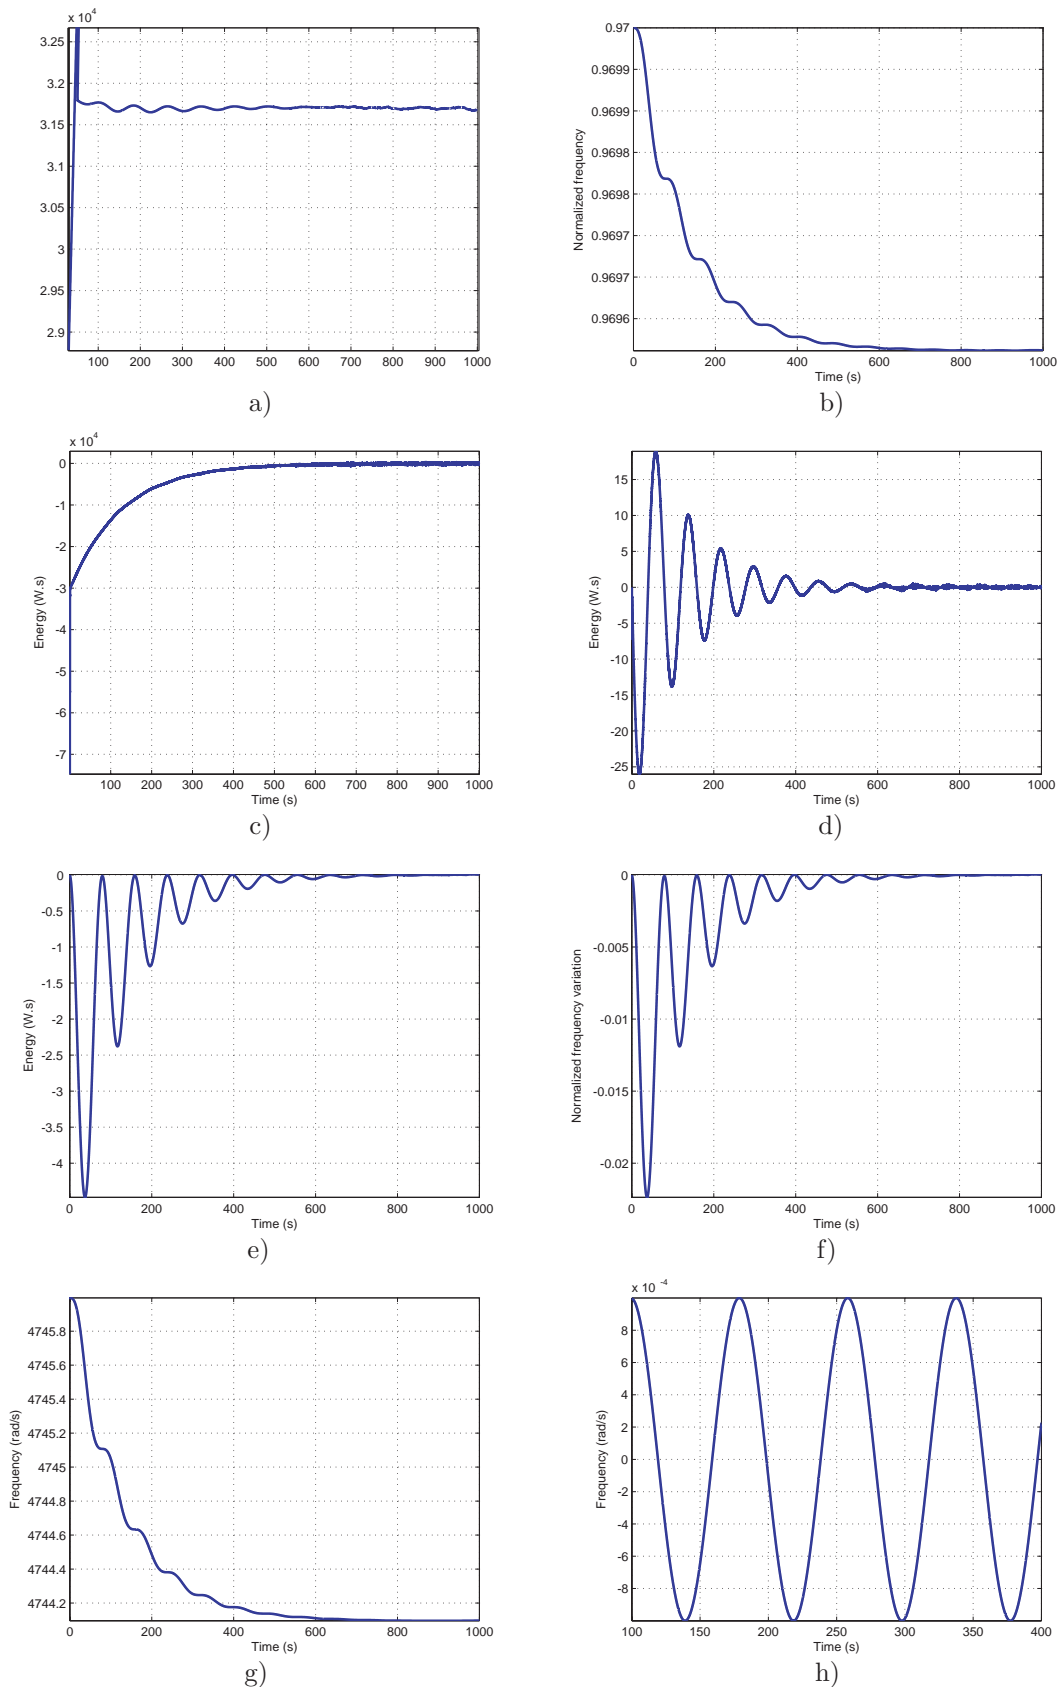 x 10^4
3.25
3.2
3.15
3.1
3.05
3
2.95
2.9
100 200 300 400 500 600 700 800 900 1000
a)
0.97
0.9699
0.9699
0.9698
0.9698
0.9697
0.9697
0.9696
Normalized frequency
0 200 400 600 800 1000
Time (s)
b)
x 10^4
0
-1
-2
-3
-4
-5
-6
-7
Energy (W.s)
100 200 300 400 500 600 700 800 900 1000
Time (s)
c)
15
10
5
0
-5
-10
-15
-20
-25
Energy (W.s)
0 200 400 600 800 1000
Time (s)
d)
0
-0.5
-1
-1.5
-2
-2.5
-3
-3.5
-4
Energy (W.s)
0 200 400 600 800 1000
Time (s)
e)
0
-0.005
-0.01
-0.015
-0.02
Normalized frequency variation
0 200 400 600 800 1000
Time (s)
f)
4745.8
4745.6
4745.4
4745.2
4745
4744.8
4744.6
4744.4
4744.2
Frequency (rad/s)
0 200 400 600 800 1000
Time (s)
g)
x 10^-4
8
6
4
2
0
-2
-4
-6
-8
Frequency (rad/s)
100 150 200 250 300 350 400
Time (s)
h)